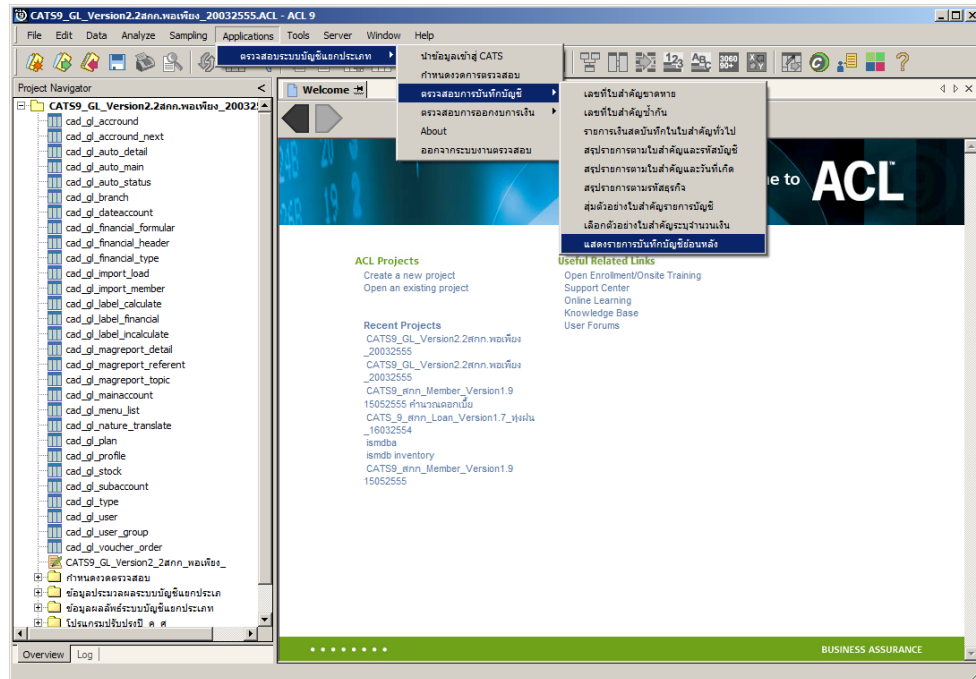 CATS9_GL_Version2.2สกก.พอเพียง_20032555.ACL - ACL 9
File Edit Data Analyze Sampling Applications Tools Server Window Help
ตรวจสอบระบบบัญชีแยกประเภท
นำข้อมูลเข้าสู่ CATS
กำหนดงวดการตรวจสอบ
ตรวจสอบการบันทึกบัญชี
ตรวจสอบการออกงบการเงิน
About
ออกจากระบบงานตรวจสอบ
เลขที่ใบสำคัญขาดหาย
เลขที่ใบสำคัญซ้ำกัน
รายการเงินสดบันทึกในใบสำคัญทั่วไป
สรุปรายการตามใบสำคัญและรหัสบัญชี
สรุปรายการตามใบสำคัญและวันที่เกิด
สรุปรายการตามรหัสธุรกิจ
สุ่มตัวอย่างใบสำคัญรายการบัญชี
เลือกตัวอย่างใบสำคัญระบุจำนวนเงิน
แสดงรายการบันทึกบัญชีย้อนหลัง
Project Navigator <
CATS9_GL_Version2.2สกก.พอเพียง_20032
cad_gl_accround
cad_gl_accround_next
cad_gl_auto_detail
cad_gl_auto_main
cad_gl_auto_status
cad_gl_branch
cad_gl_dateaccount
cad_gl_financial_formular
cad_gl_financial_header
cad_gl_financial_type
cad_gl_import_load
cad_gl_import_member
cad_gl_label_calculate
cad_gl_label_financial
cad_gl_label_incalculate
cad_gl_magreport_detail
cad_gl_magreport_referent
cad_gl_magreport_topic
cad_gl_mainaccount
cad_gl_menu_list
cad_gl_nature_translate
cad_gl_plan
cad_gl_profile
cad_gl_stock
cad_gl_subaccount
cad_gl_type
cad_gl_user
cad_gl_user_group
cad_gl_voucher_order
CATS9_GL_Version2_2สกก_พอเพียง_
กำหนดงวดตรวจสอบ
ข้อมูลประมวลผลระบบบัญชีแยกประเภ
ข้อมูลผลลัพธ์ระบบบัญชีแยกประเภท
โปรแกรมปรับปรุงปี ค ศ
Overview Log
Welcome
e to ACL
ACL Projects
Create a new project
Open an existing project
Recent Projects
CATS9_GL_Version2.2สกก.พอเพียง
_20032555
CATS9_GL_Version2.2สกก.พอเพียง
_20032555
CATS9_สกก_Member_Version1.9
15052555 คำนวณดอกเบี้ย
CATS_9_สกก_Loan_Version1.7_ทุ่งฝน
_16032554
ismdba
ismdb inventory
CATS9_สกก_Member_Version1.9
15052555
Useful Related Links
Open Enrollment/Onsite Training
Support Center
Online Learning
Knowledge Base
User Forums
BUSINESS ASSURANCE